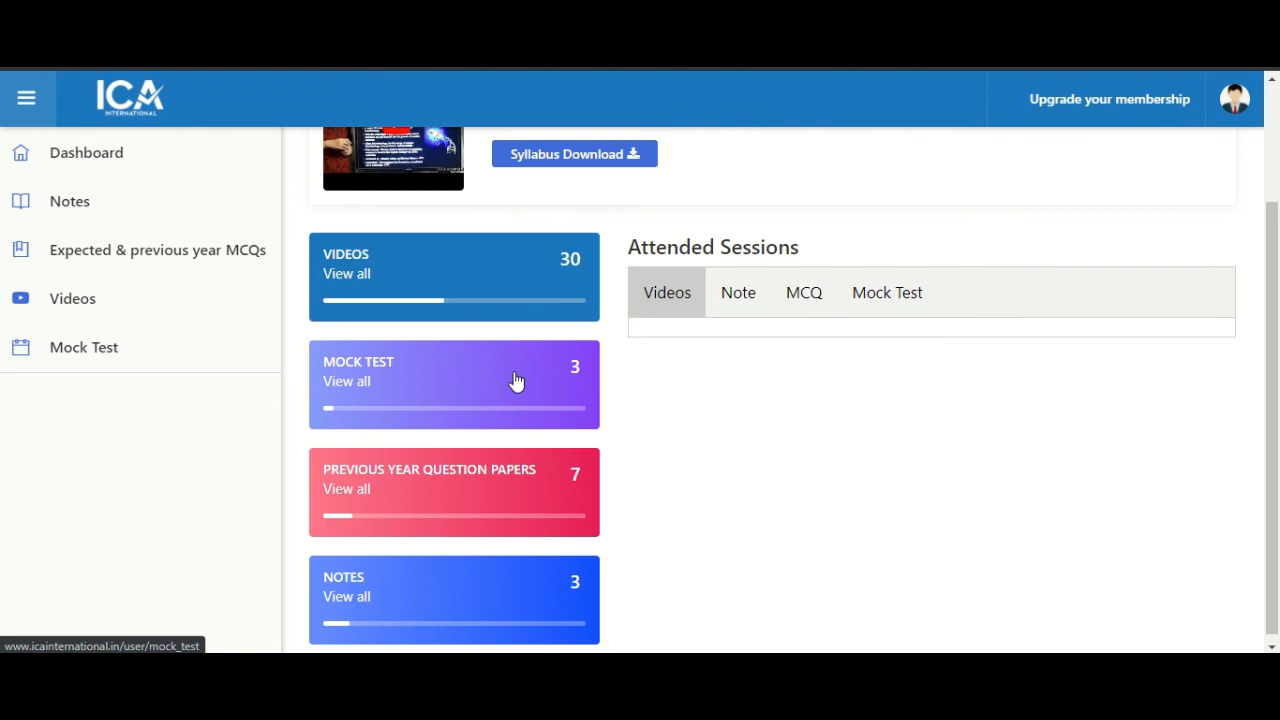 ICA
INTERNATIONAL
Upgrade your membership
Dashboard
Notes
Expected & previous year MCQs
Videos
Mock Test
Syllabus Download
VIDEOS
30
View all
MOCK TEST
3
View all
PREVIOUS YEAR QUESTION PAPERS
7
View all
NOTES
3
View all
Attended Sessions
Videos Note MCQ Mock Test
www.icainternational.in/user/mock_test